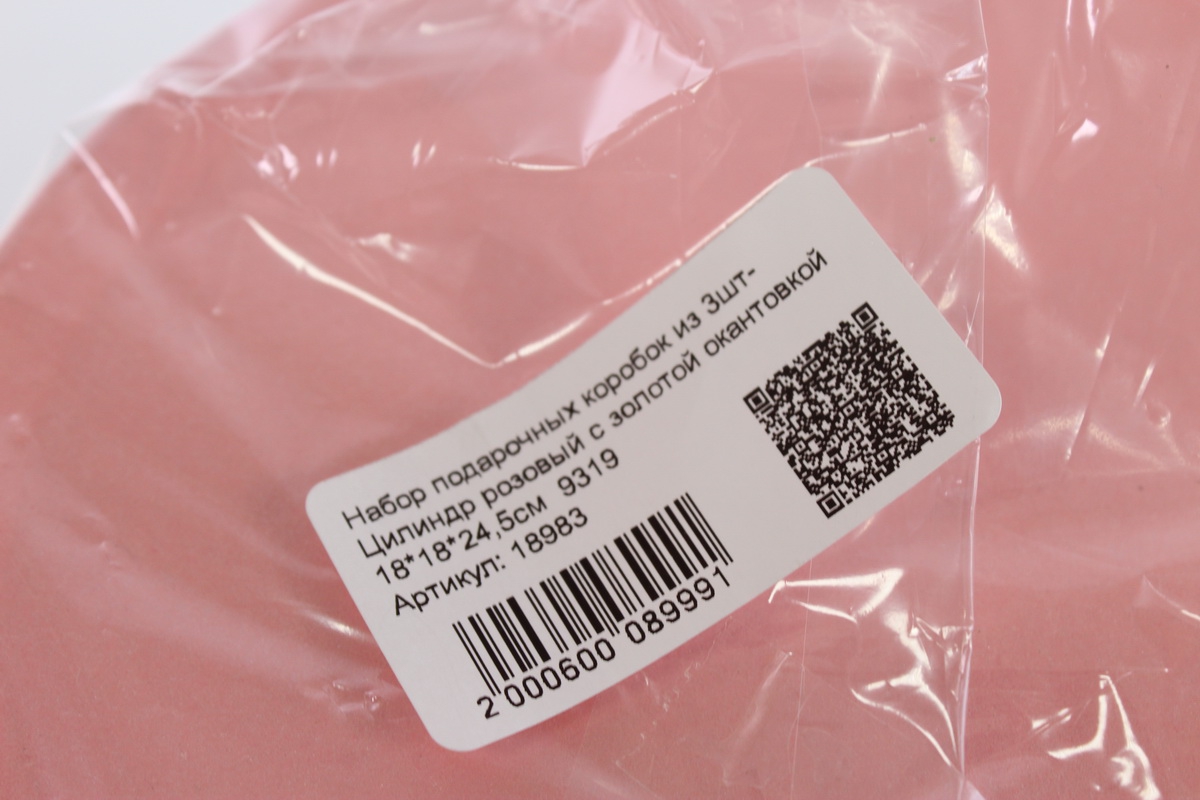 Набор подарочных коробок из 3шт-
Цилиндр розовый с золотой окантовкой
18*18*24,5см 9319
Артикул: 18983
2 000600 089991